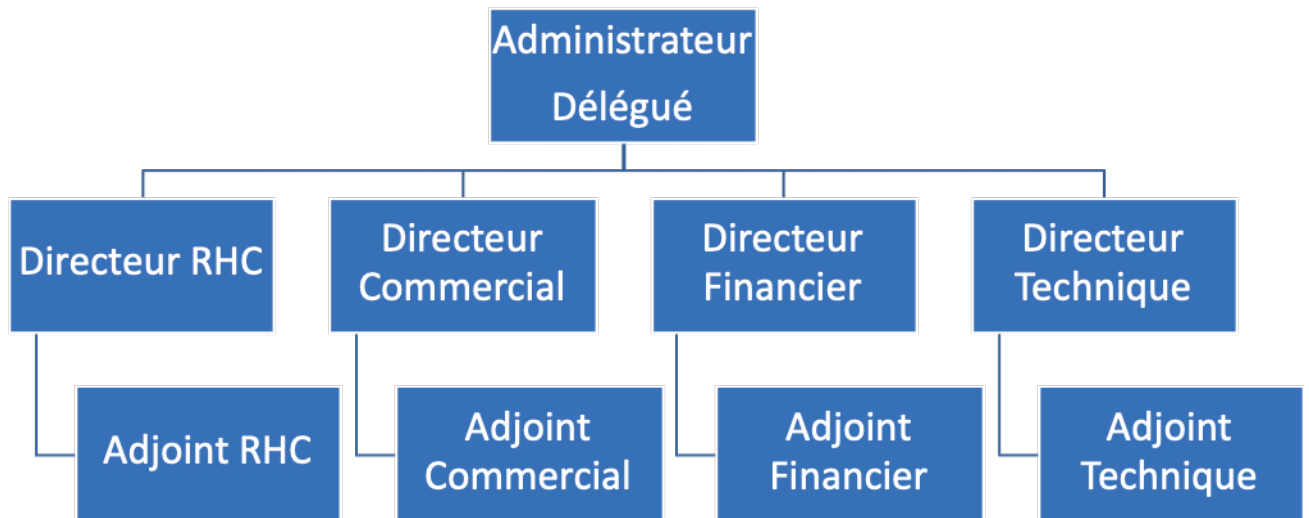 Administrateur
Délégué
Directeur RHC
Directeur
Commercial
Directeur
Financier
Directeur
Technique
Adjoint RHC
Adjoint
Commercial
Adjoint
Financier
Adjoint
Technique